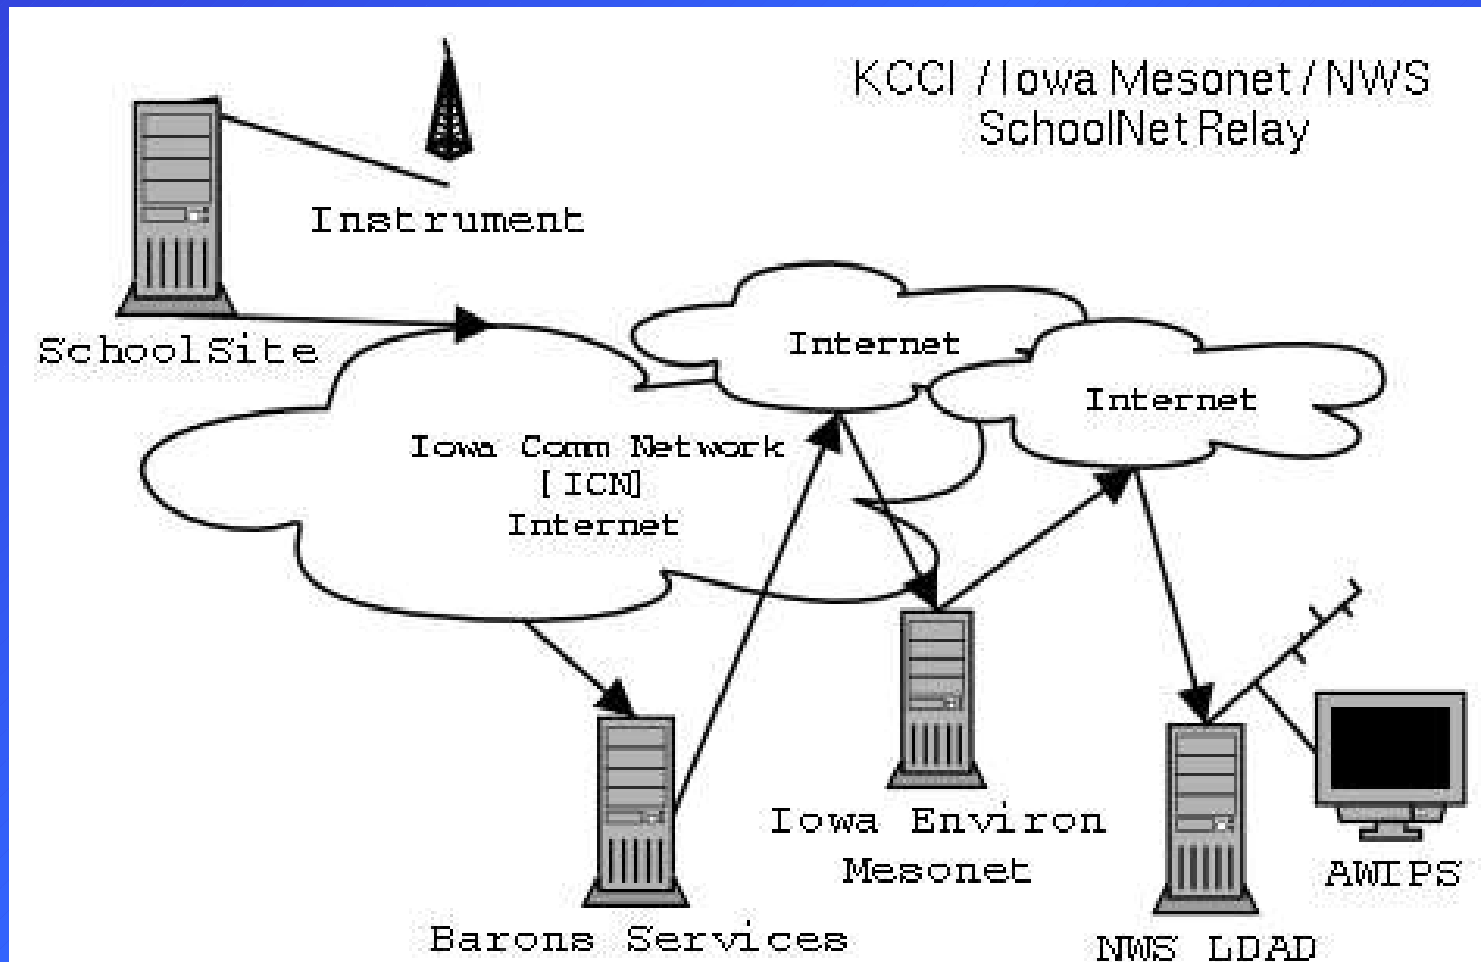 KCCI / Iowa Mesonet / NWS
SchoolNet Relay
Instrument
SchoolSite
Internet
Internet
Iowa Comm Network
[ICN]
Internet
Iowa Environ
Mesonet
AWIPS
Barons Services
NWS LDAD